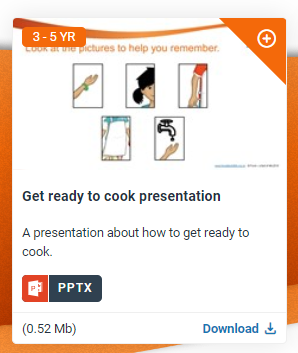 3 - 5 YR
Look at the pictures to help you remember.
Get ready to cook presentation
A presentation about how to get ready to
cook.
PPTX
(0.52 Mb)
Download